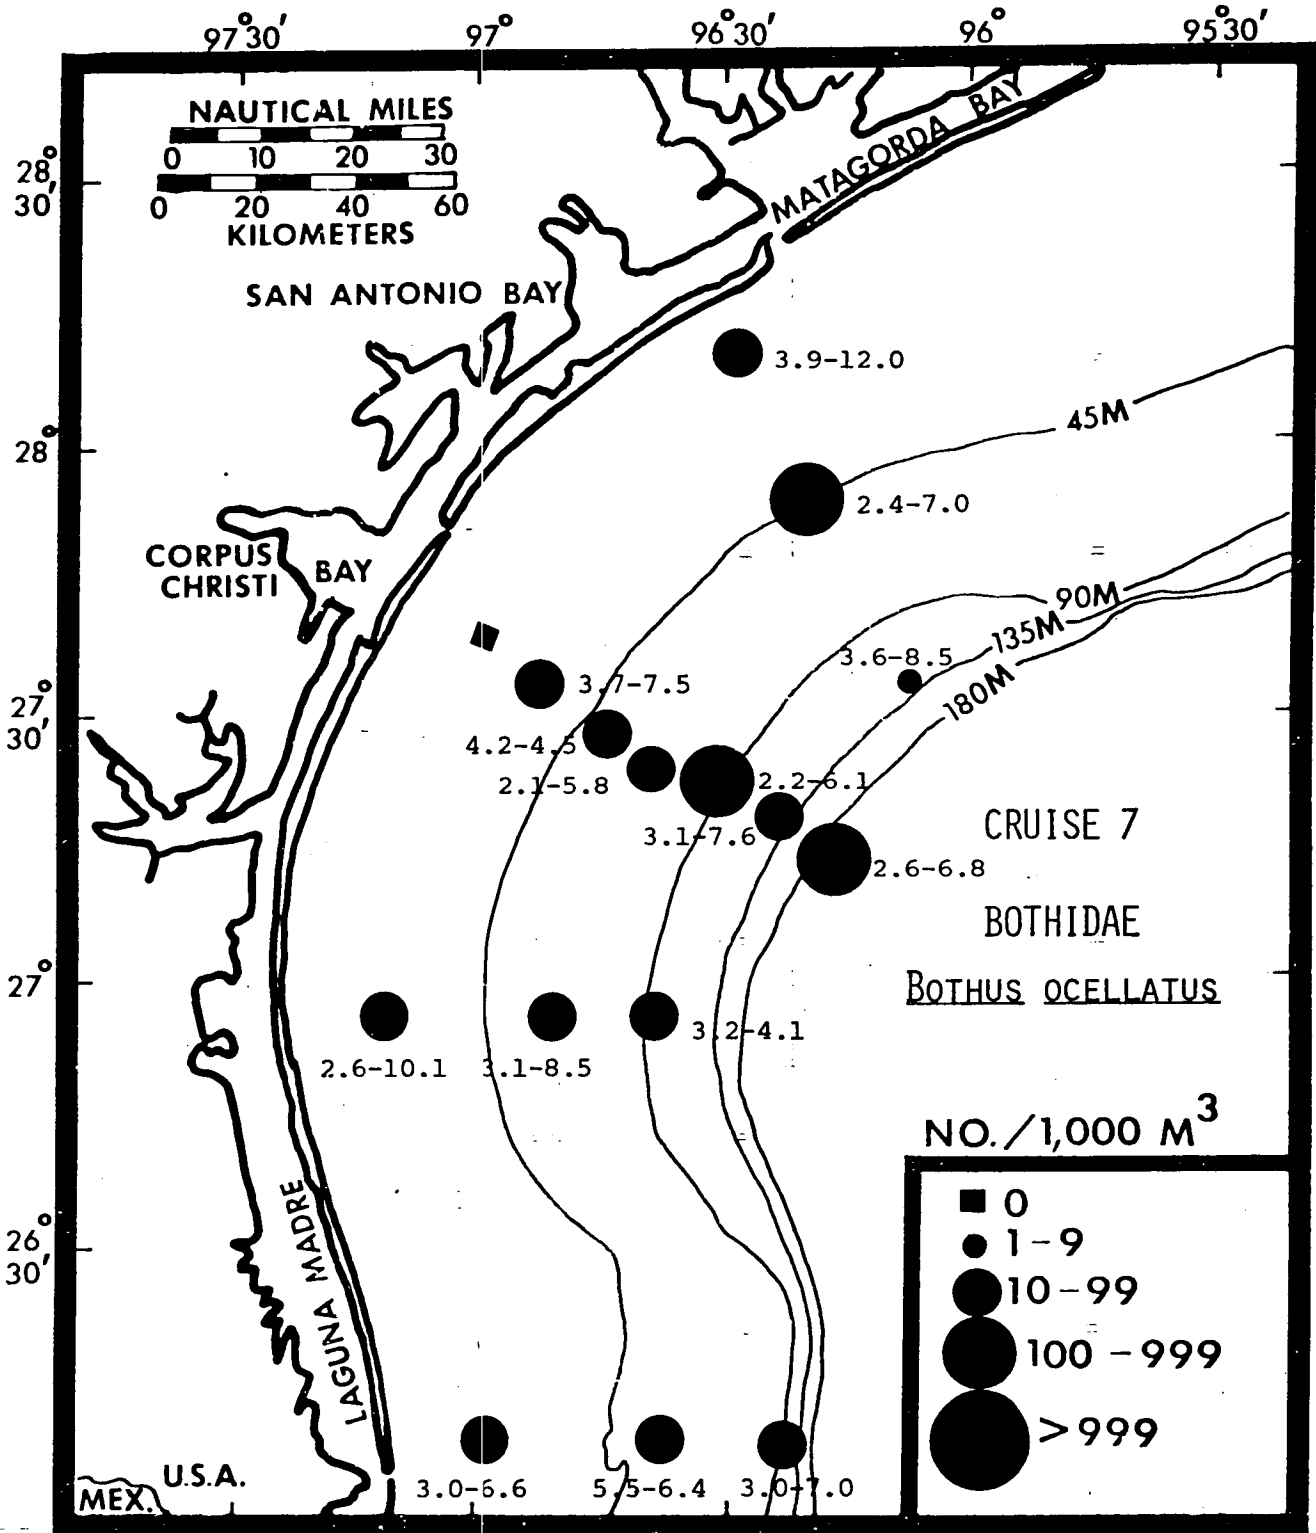 97°30′ 97° 96°30′ 96° 95°30′
NAUTICAL MILES
0 10 20 30
0 20 40 60
KILOMETERS
28°
30′
MATAGORDA BAY
SAN ANTONIO BAY
3.9-12.0
45M
28°
2.4-7.0
CORPUS
CHRISTI
BAY
90M
135M
180M
3.6-8.5
3.7-7.5
27°
30′
4.2-4.5
2.1-5.8
2.2-6.1
3.1-7.6
2.6-6.8
CRUISE 7
BOTHIDAE
BOTHUS OCELLATUS
27°
3.2-4.1
2.6-10.1
3.1-8.5
NO./1,000 M³
0
1-9
10-99
100-999
>999
26°
30′
LAGUNA MADRE
3.0-6.6
5.5-6.4
3.0-7.0
U.S.A.
MEX.